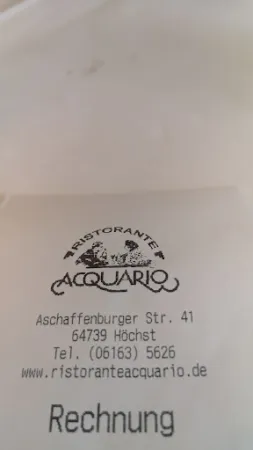 RISTORANTE
ACQUARIO
Aschaffenburger Str. 41
64739 Höchst
Tel. (06163) 5626
www.ristoranteacquario.de
Rechnung